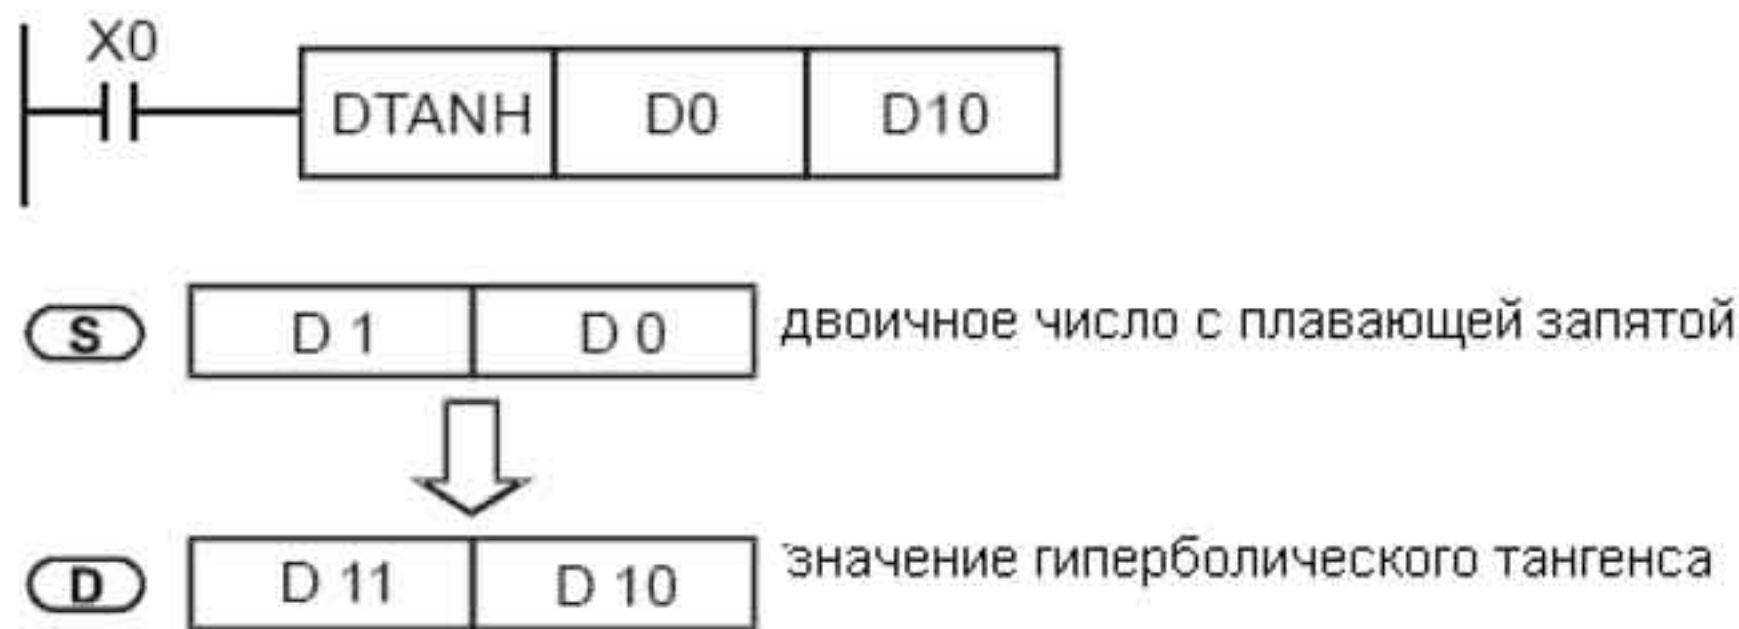 X0
DTANH D0 D10
S D 1 D 0 двоичное число с плавающей запятой
D D 11 D 10 значение гиперболического тангенса